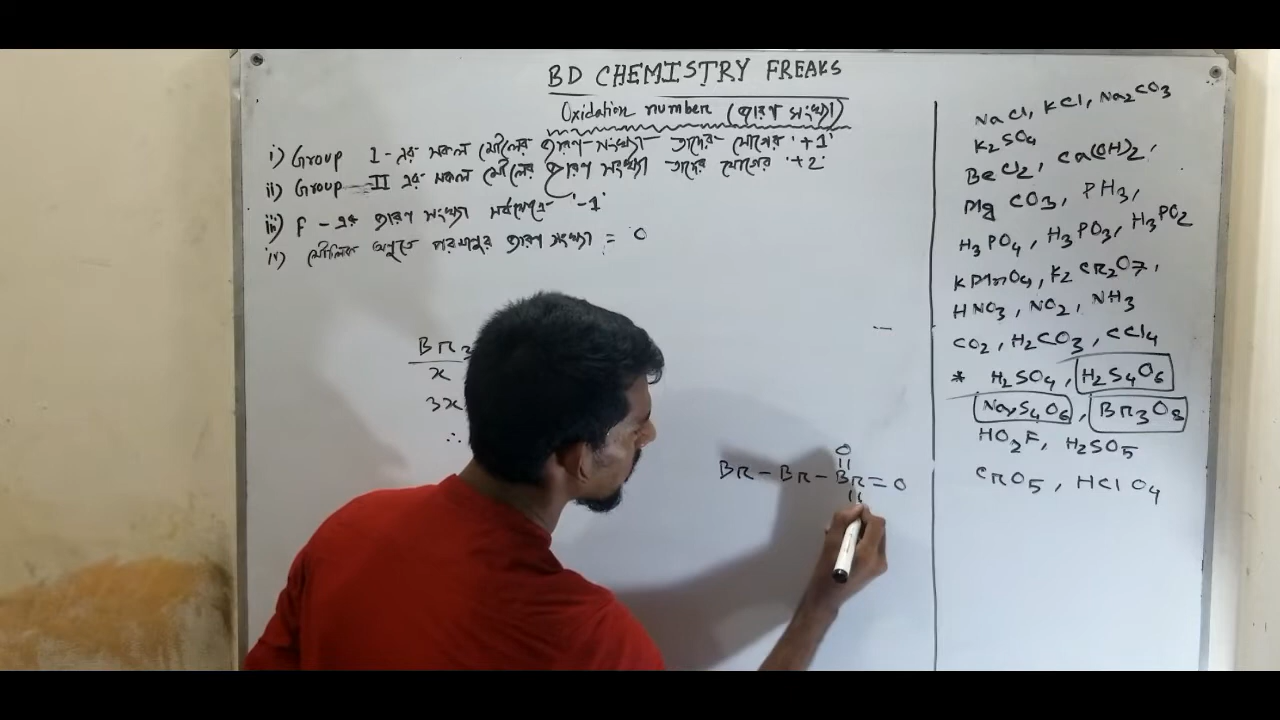 BD CHEMISTRY FREAKS
Oxidation number (জারণ সংখ্যা)
i) Group I-এর সকল মৌলের জারণ সংখ্যা তাদের যৌগের '+1'
ii) Group II এর সকল মৌলের জারণ সংখ্যা তাদের যৌগের '+2'
iii) F-এর জারণ সংখ্যা সর্বক্ষেত্রে '-1'
iv) মৌলিক অণুতে পরমাণুর জারণ সংখ্যা = 0
BR3
x
3x
∴
O
BR - BR - BR = O
NaCl, KCl, Na2CO3
K2SO4
BeCl2, Ca(OH)2,
Mg CO3, PH3,
H3PO4, H3PO3, H3PO2
KMnO4, K2CR2O7,
HNO3, NO2, NH3
CO2, H2CO3, CCl4
* H2SO4, H2S4O6
Na2S4O6, BR3O8
HO2F, H2SO5
CRO5, HClO4